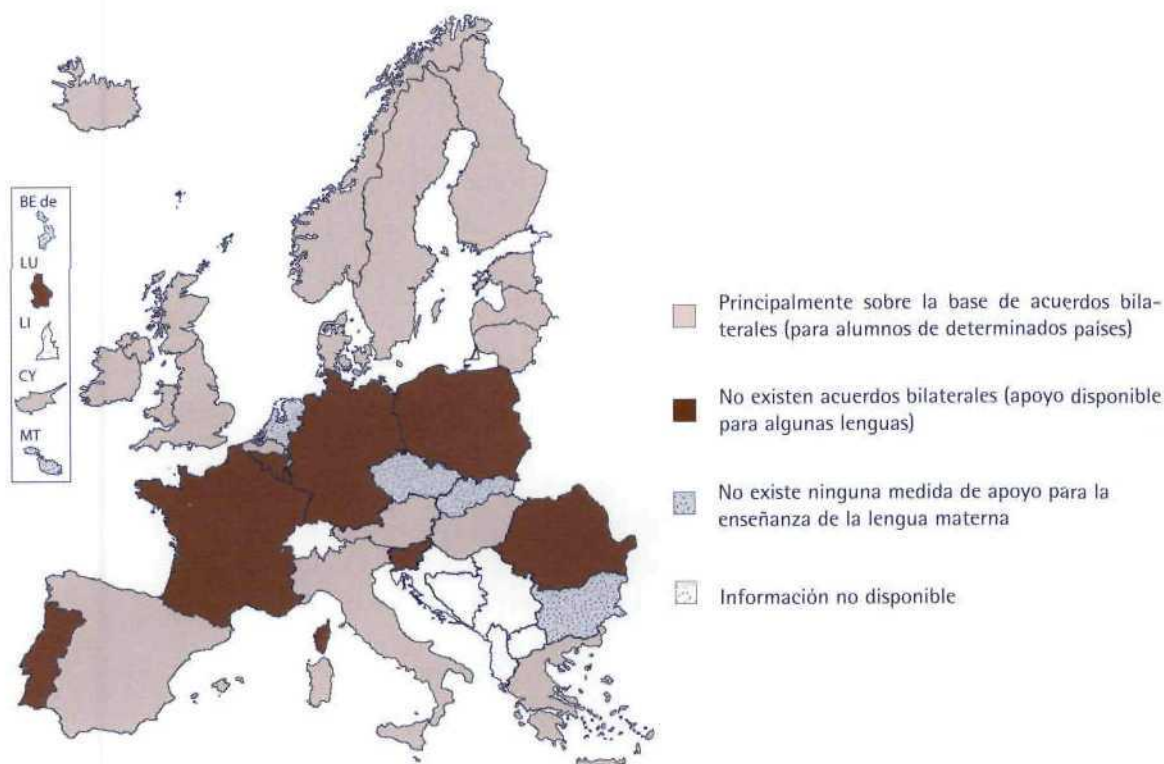 BE de
LU
LI
CY
MT
Principalmente sobre la base de acuerdos bila-
terales (para alumnos de determinados países)
No existen acuerdos bilaterales (apoyo disponible
para algunas lenguas)
No existe ninguna medida de apoyo para la
enseñanza de la lengua materna
Información no disponible